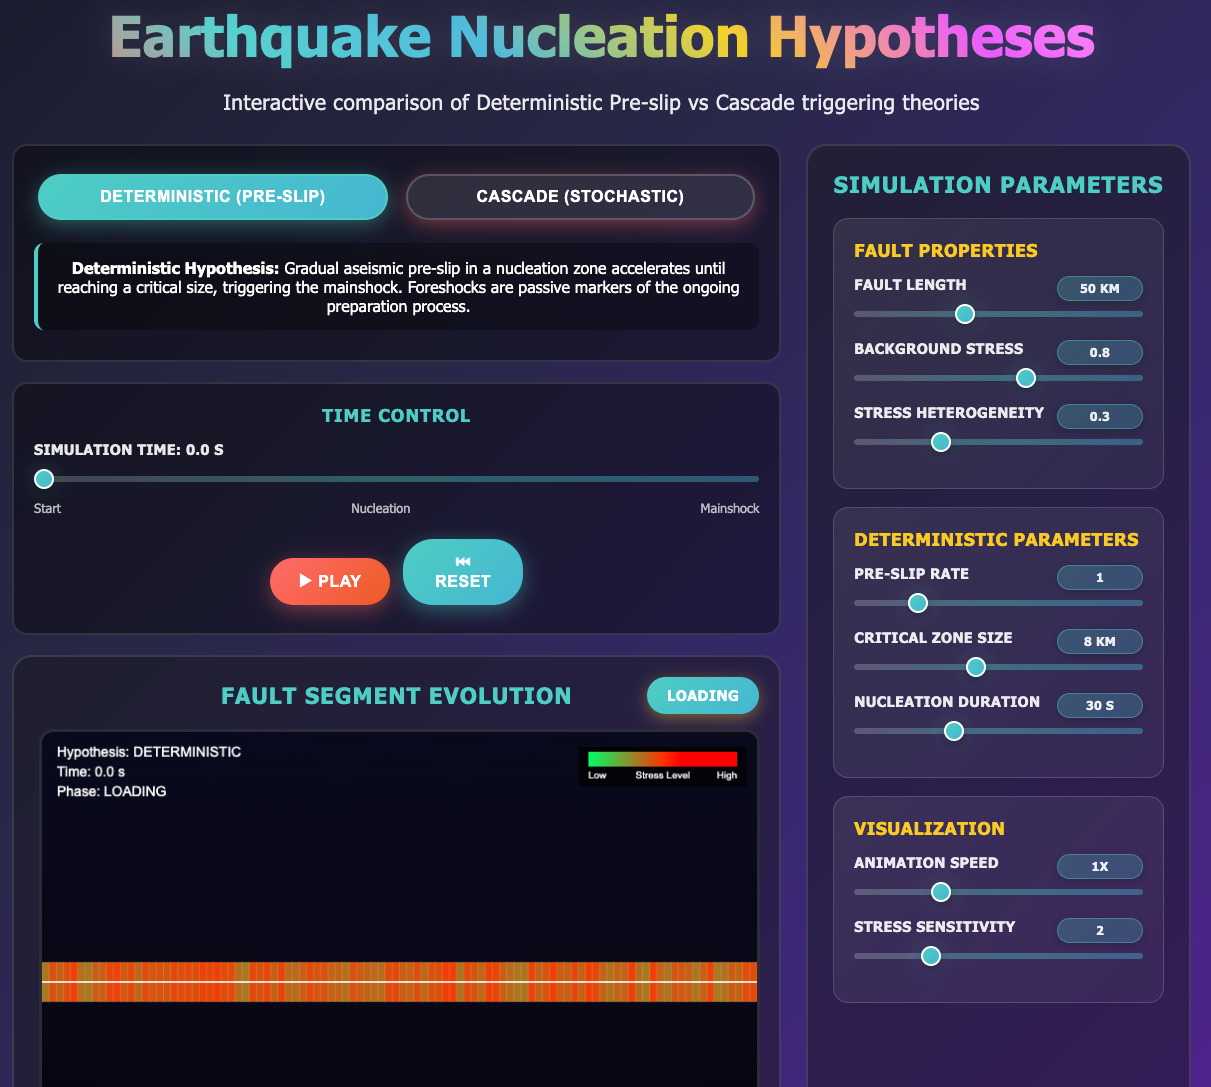 Earthquake Nucleation Hypotheses
Interactive comparison of Deterministic Pre-slip vs Cascade triggering theories
DETERMINISTIC (PRE-SLIP)
CASCADE (STOCHASTIC)
Deterministic Hypothesis: Gradual aseismic pre-slip in a nucleation zone accelerates until
reaching a critical size, triggering the mainshock. Foreshocks are passive markers of the ongoing
preparation process.
TIME CONTROL
SIMULATION TIME: 0.0 S
Start
Nucleation
Mainshock
▶ PLAY
⏮
RESET
FAULT SEGMENT EVOLUTION
LOADING
Hypothesis: DETERMINISTIC
Time: 0.0 s
Phase: LOADING
Low
Stress Level
High
SIMULATION PARAMETERS
FAULT PROPERTIES
FAULT LENGTH
50 KM
BACKGROUND STRESS
0.8
STRESS HETEROGENEITY
0.3
DETERMINISTIC PARAMETERS
PRE-SLIP RATE
1
CRITICAL ZONE SIZE
8 KM
NUCLEATION DURATION
30 S
VISUALIZATION
ANIMATION SPEED
1X
STRESS SENSITIVITY
2